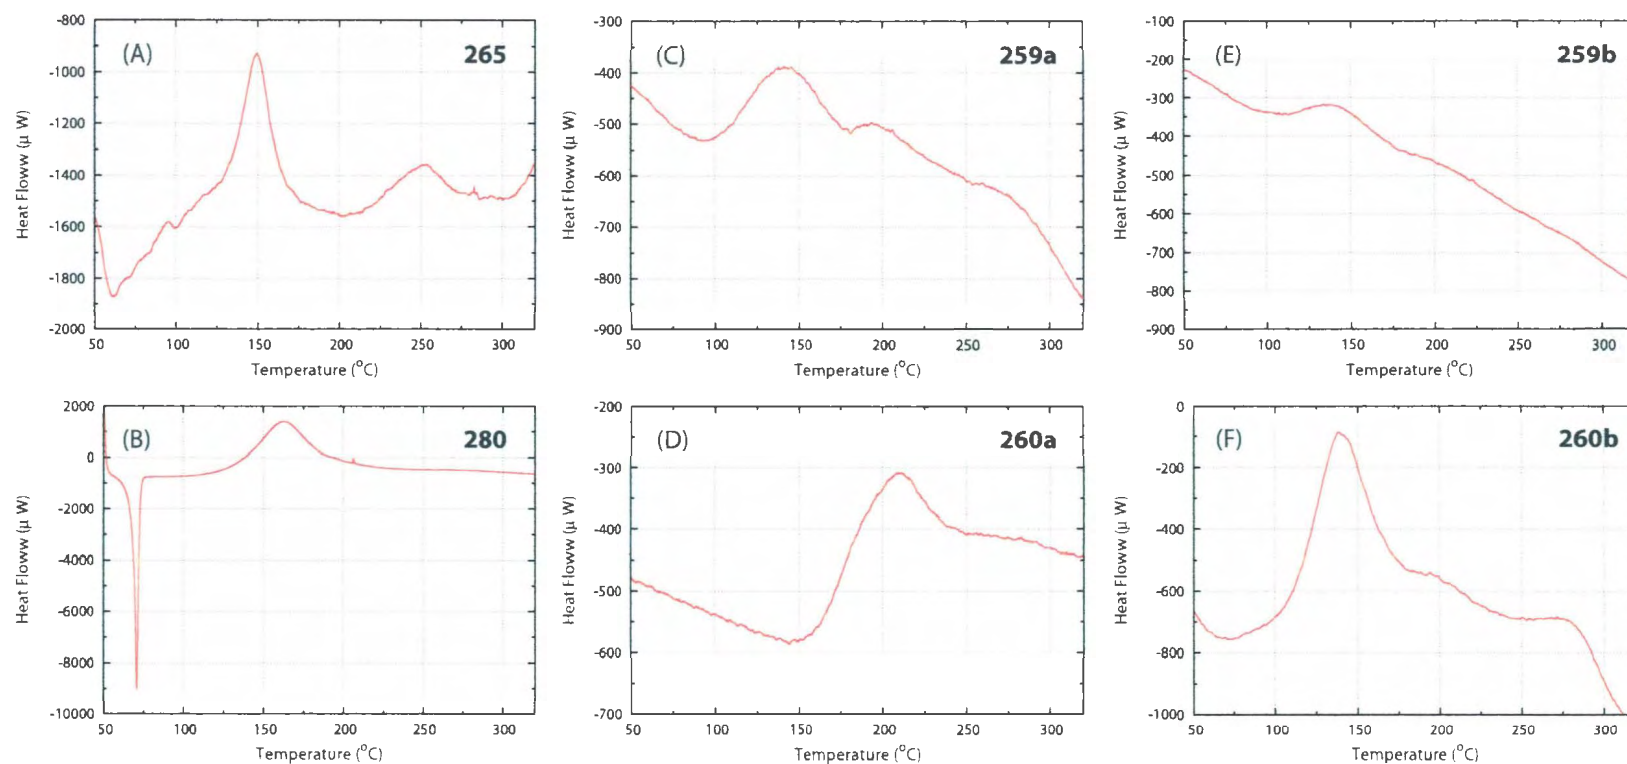 (A) 265
-800
-1000
-1200
-1400
-1600
-1800
-2000
Heat Floww (μ W)
50 100 150 200 250 300
Temperature (°C)
(C) 259a
-300
-400
-500
-600
-700
-800
-900
Heat Floww (μ W)
50 100 150 200 250 300
Temperature (°C)
(E) 259b
-100
-200
-300
-400
-500
-600
-700
-800
-900
Heat Floww (μ W)
50 100 150 200 250 300
Temperature (°C)
(B) 280
2000
0
-2000
-4000
-6000
-8000
-10000
Heat Floww (μ W)
50 100 150 200 250 300
Temperature (°C)
(D) 260a
-200
-300
-400
-500
-600
-700
Heat Floww (μ W)
50 100 150 200 250 300
Temperature (°C)
(F) 260b
0
-200
-400
-600
-800
-1000
Heat Floww (μ W)
50 100 150 200 250 300
Temperature (°C)